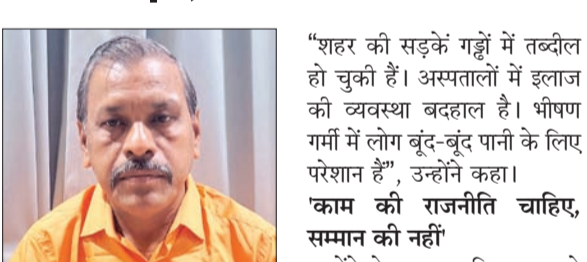 “शहर की सड़कें गड्ढों में तब्दील
हो चुकी हैं। अस्पतालों में इलाज
की व्यवस्था बदहाल है। भीषण
गर्मी में लोग बूंद-बूंद पानी के लिए
परेशान हैं”, उन्होंने कहा।
'काम की राजनीति चाहिए,
सम्मान की नहीं'